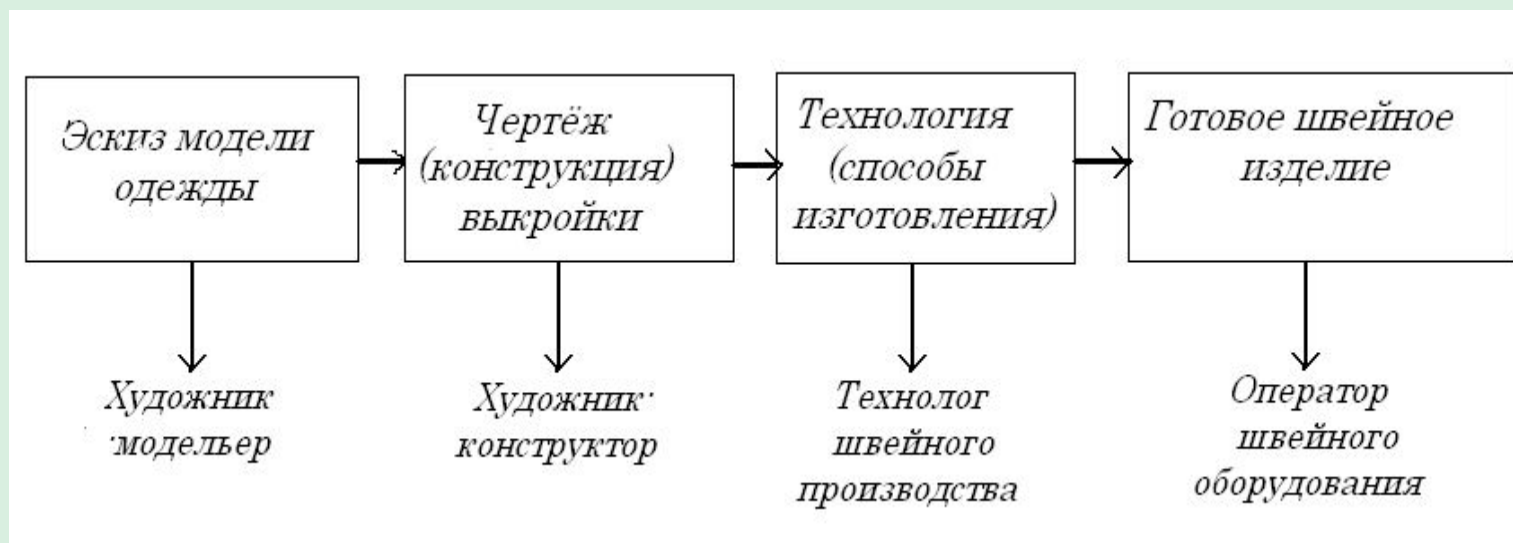 Эскиз модели
одежды
Чертёж
(конструкция)
выкройки
Технология
(способы
изготовления)
Готовое швейное
изделие
Художник
модельер
Художник-
конструктор
Технолог
швейного
производства
Оператор
швейного
оборудования